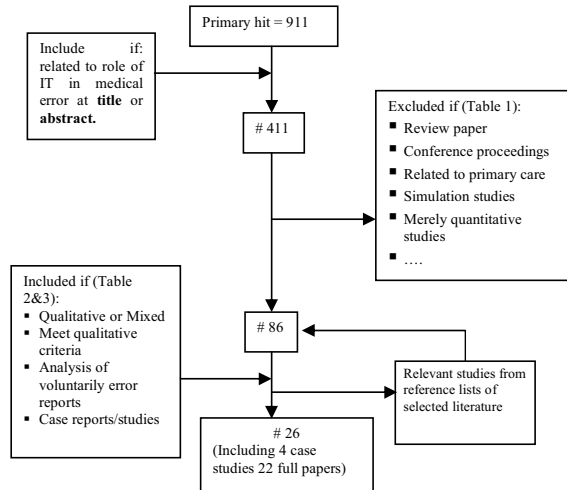 Primary hit = 911
Include if:
related to role of
IT in medical
error at title or
abstract.
# 411
Excluded if (Table 1):
▪ Review paper
▪ Conference proceedings
▪ Related to primary care
▪ Simulation studies
▪ Merely quantitative
studies
▪ ….
Included if (Table
2&3):
▪ Qualitative or Mixed
▪ Meet qualitative
criteria
▪ Analysis of
voluntarily error
reports
▪ Case reports/studies
# 86
Relevant studies from
reference lists of
selected literature
# 26
(Including 4 case
studies 22 full papers)